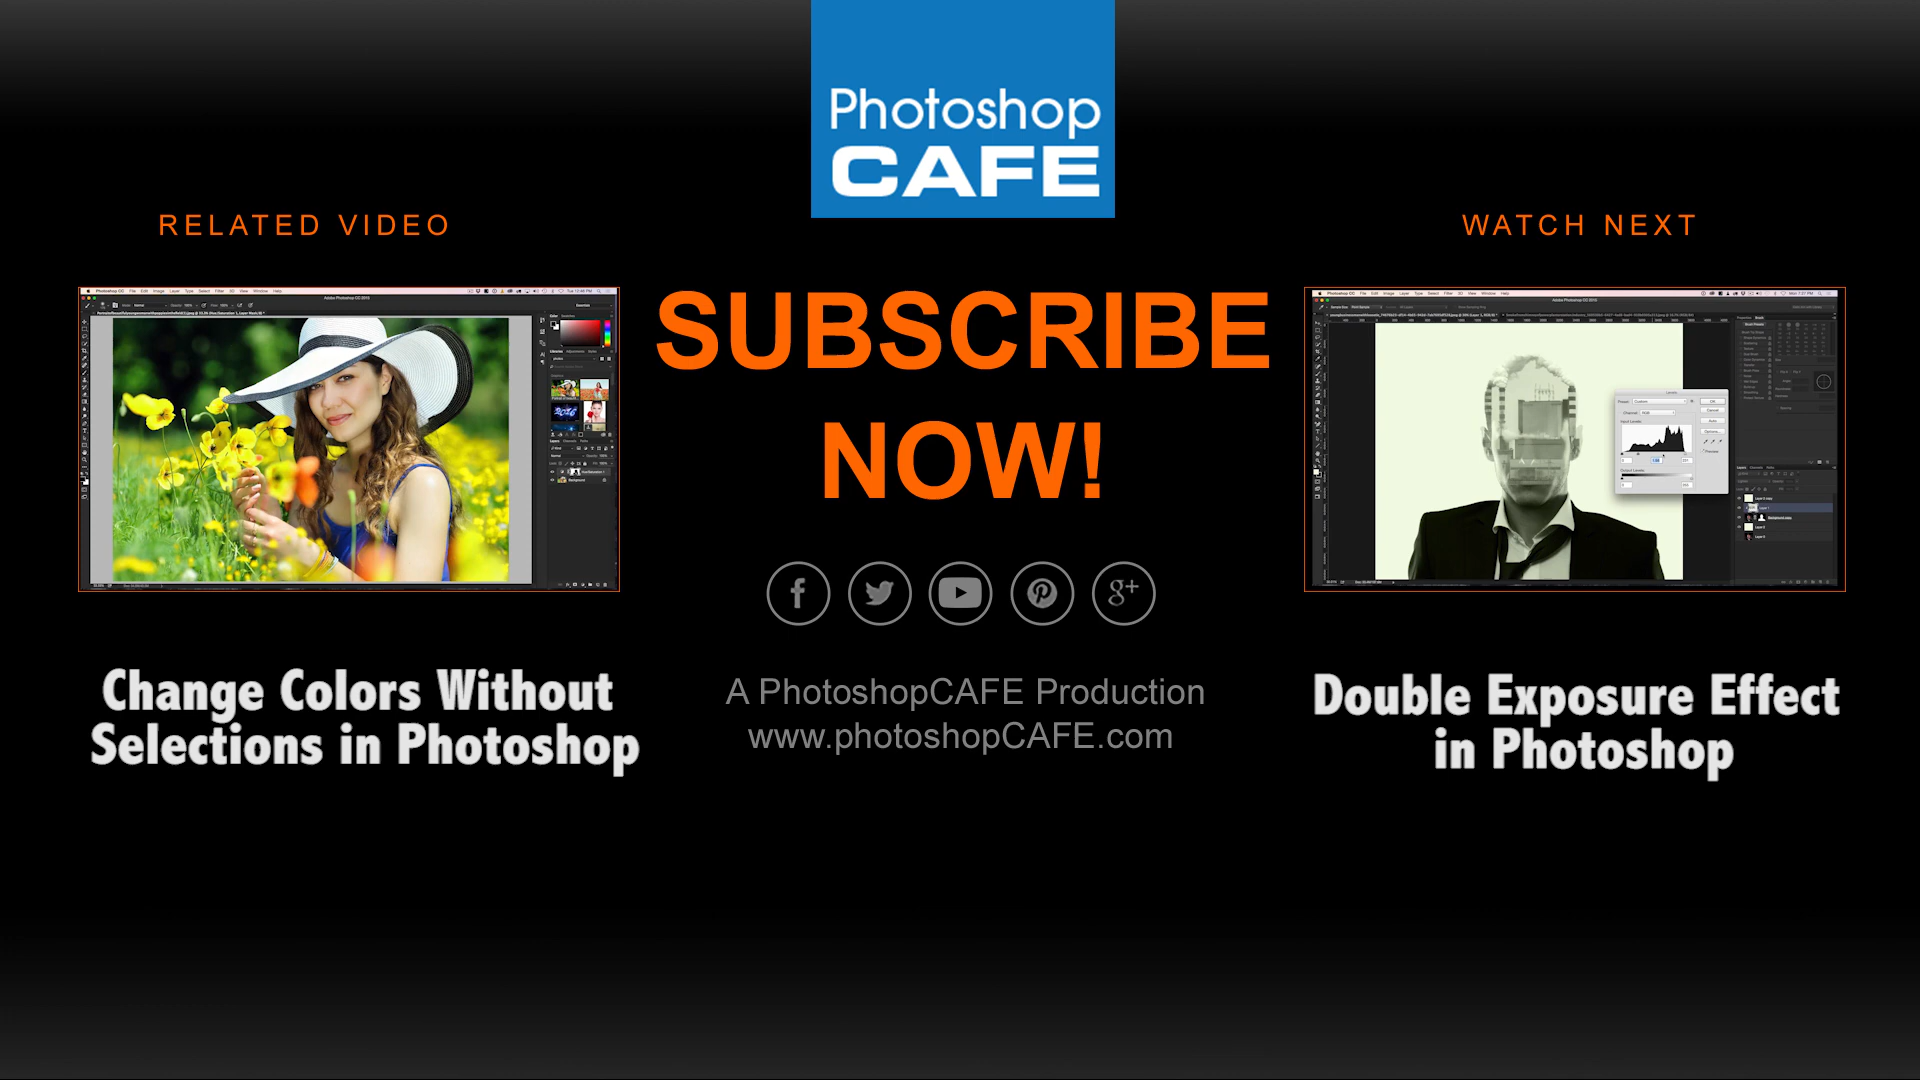 Photoshop
CAFE
RELATED VIDEO
WATCH NEXT
SUBSCRIBE
NOW!
Change Colors Without
Selections in Photoshop
A PhotoshopCAFE Production
www.photoshopCAFE.com
Double Exposure Effect
in Photoshop